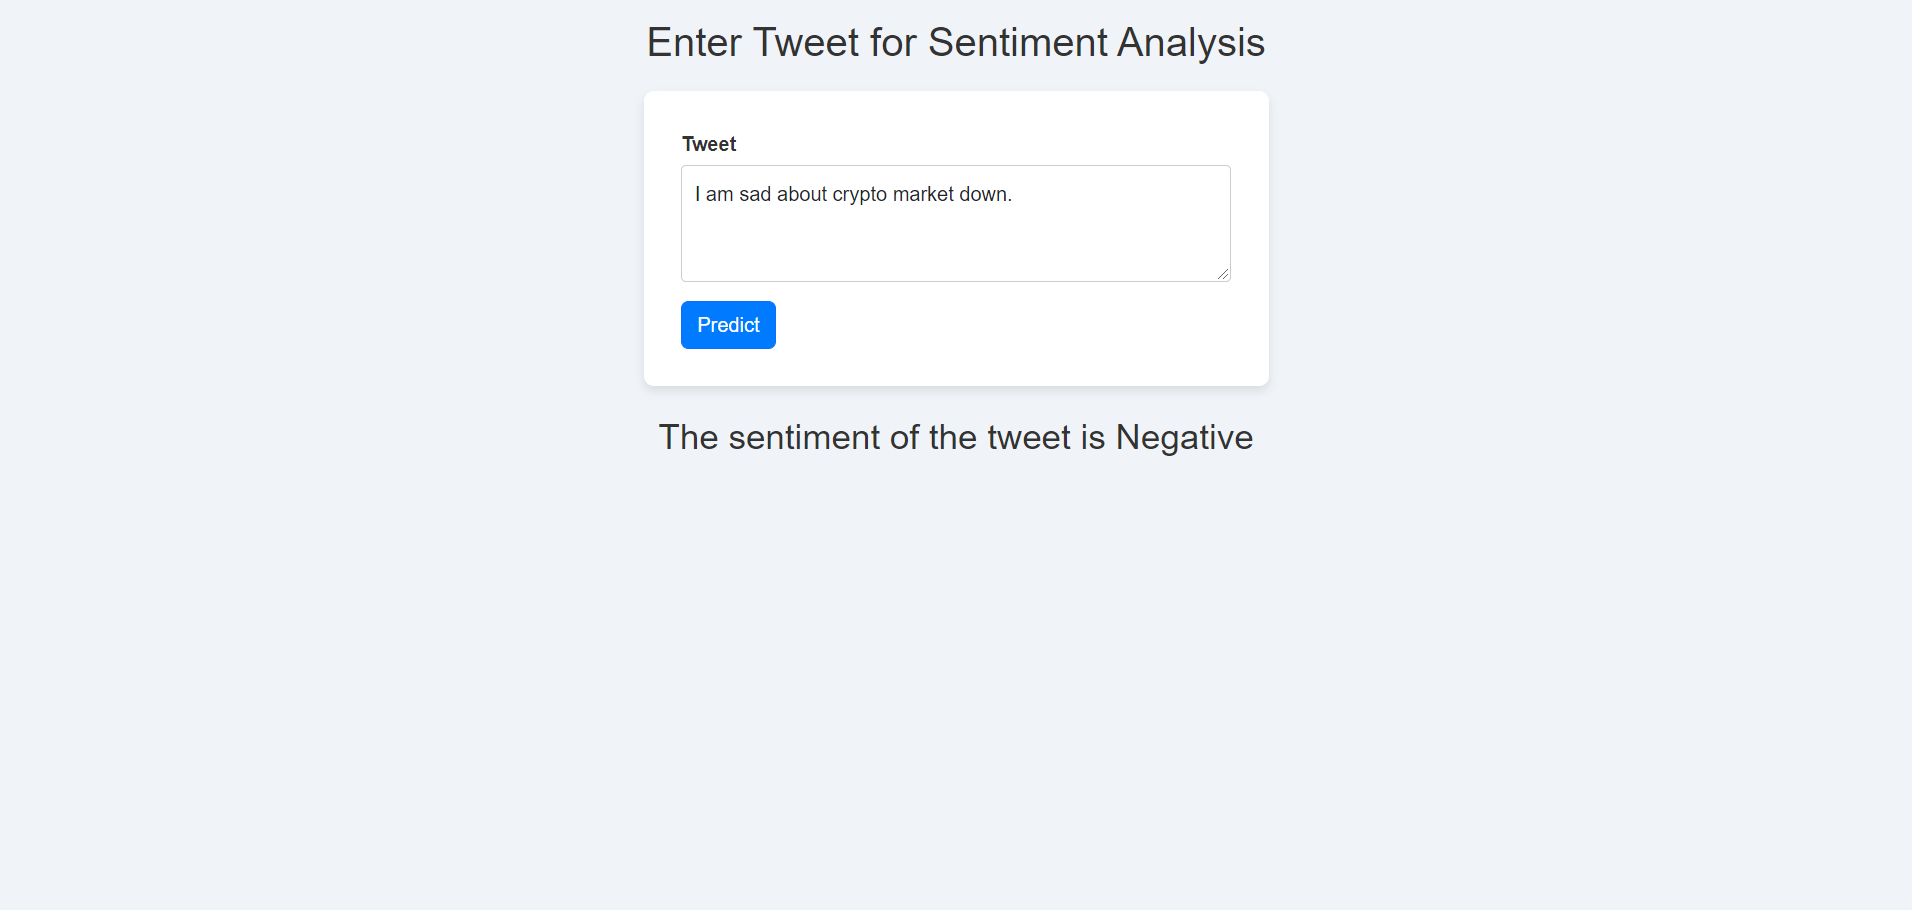 Enter Tweet for Sentiment Analysis
Tweet
I am sad about crypto market down.
Predict
The sentiment of the tweet is Negative